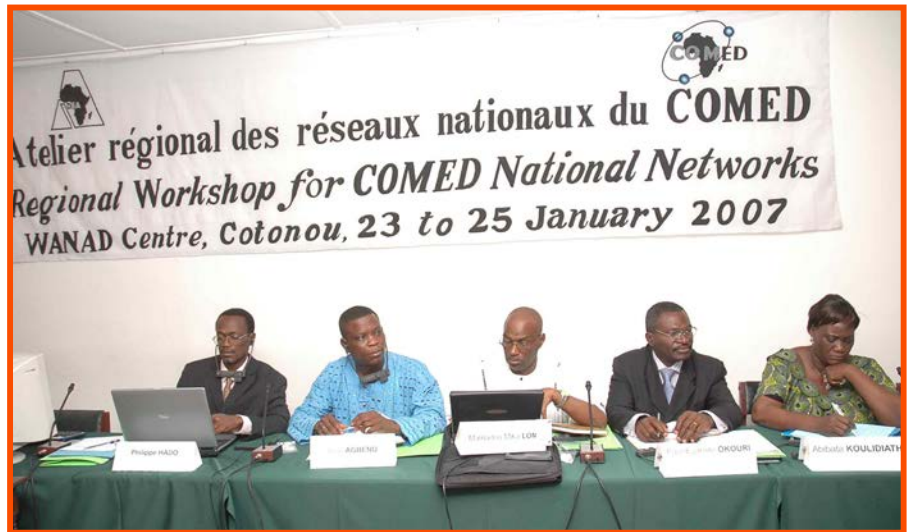 COMED
Atelier régional des réseaux nationaux du COMED
Regional Workshop for COMED National Networks
WANAD Centre, Cotonou, 23 to 25 January 2007
Philippe HADO
AGBENU
LON
OKOURI
Abibata KOULIDIATI